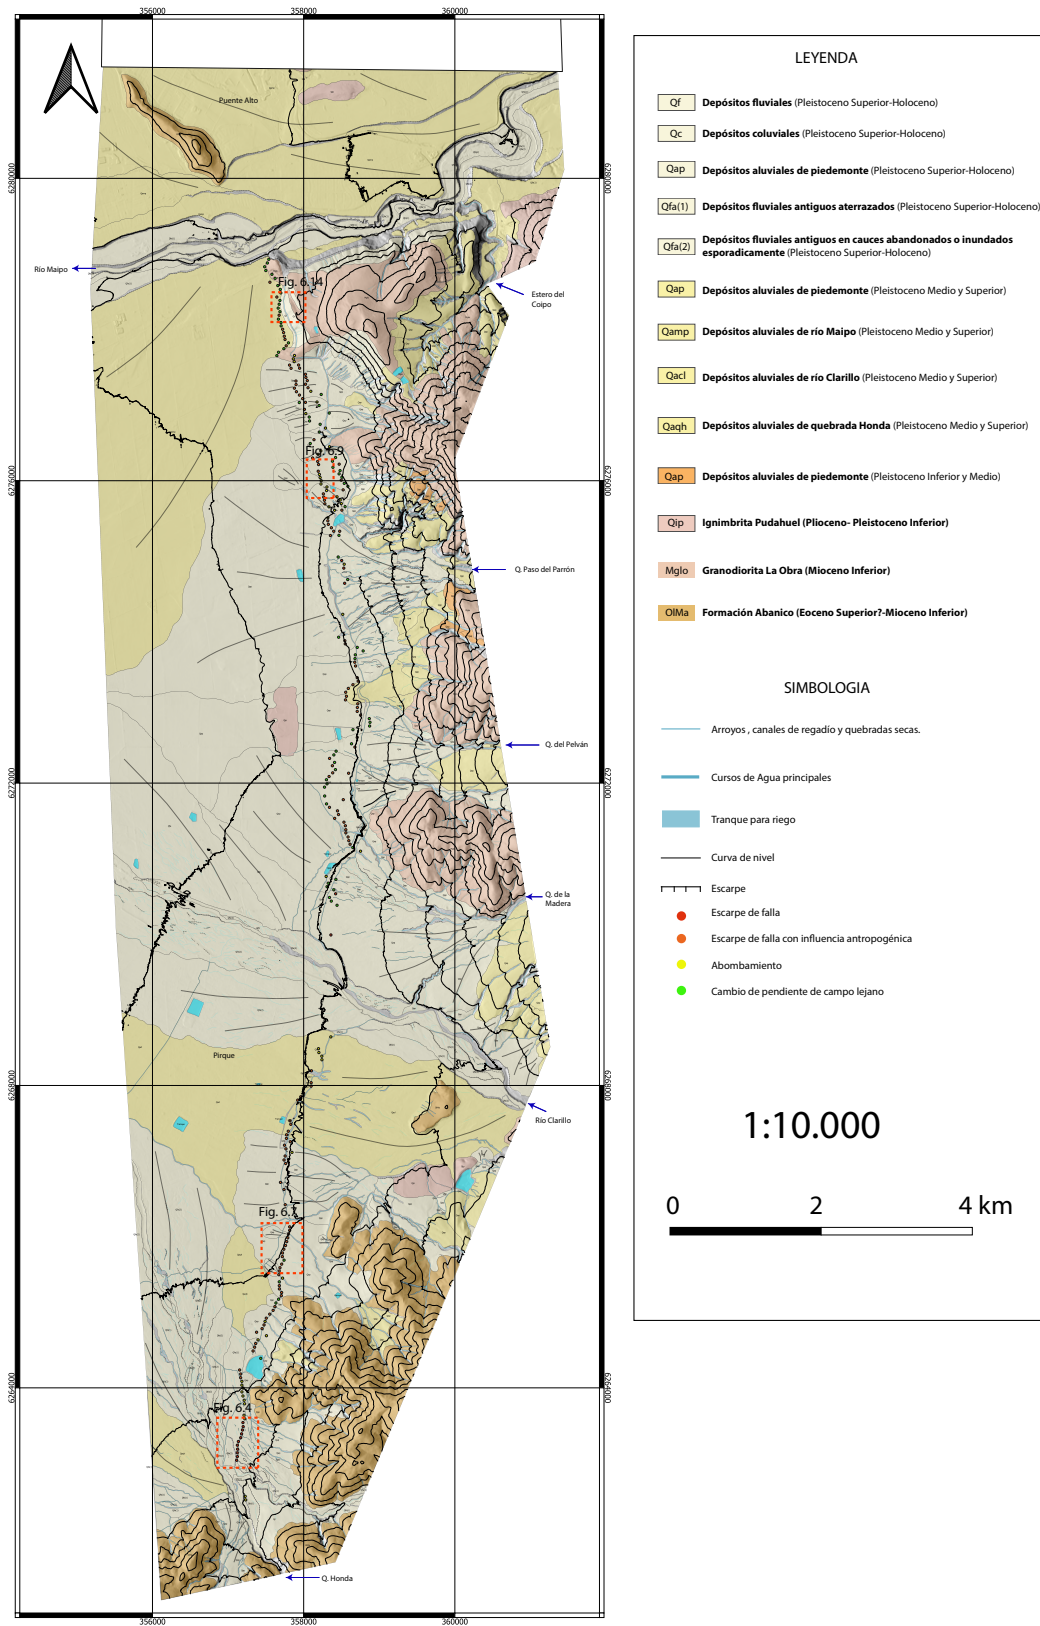 356000
358000
360000
Puente Alto
6280000
6280000
Río Maipo
Fig. 6.14
Estero del
Coipo
Fig. 6.9
6276000
6276000
Q. Paso del Parrón
Q. del Pelván
6272000
6272000
Q. de la
Madera
Pirque
6268000
6268000
Río Clarillo
Fig. 6.7
6264000
6264000
Fig. 6.4
Q. Honda
356000
358000
360000
LEYENDA
Qf Depósitos fluviales (Pleistoceno Superior-Holoceno)
Qc Depósitos coluviales (Pleistoceno Superior-Holoceno)
Qap Depósitos aluviales de piedemonte (Pleistoceno Superior-Holoceno)
Qfa(1) Depósitos fluviales antiguos aterrazados (Pleistoceno Superior-Holoceno)
Qfa(2) Depósitos fluviales antiguos en cauces abandonados o inundados
esporadicamente (Pleistoceno Superior-Holoceno)
Qap Depósitos aluviales de piedemonte (Pleistoceno Medio y Superior)
Qamp Depósitos aluviales de río Maipo (Pleistoceno Medio y Superior)
Qacl Depósitos aluviales de río Clarillo (Pleistoceno Medio y Superior)
Qaqh Depósitos aluviales de quebrada Honda (Pleistoceno Medio y Superior)
Qap Depósitos aluviales de piedemonte (Pleistoceno Inferior y Medio)
Qip Ignimbrita Pudahuel (Plioceno- Pleistoceno Inferior)
Mglo Granodiorita La Obra (Mioceno Inferior)
OlMa Formación Abanico (Eoceno Superior?-Mioceno Inferior)
SIMBOLOGIA
Arroyos , canales de regadío y quebradas secas.
Cursos de Agua principales
Tranque para riego
Curva de nivel
Escarpe
Escarpe de falla
Escarpe de falla con influencia antropogénica
Abombamiento
Cambio de pendiente de campo lejano
1:10.000
0 2 4 km